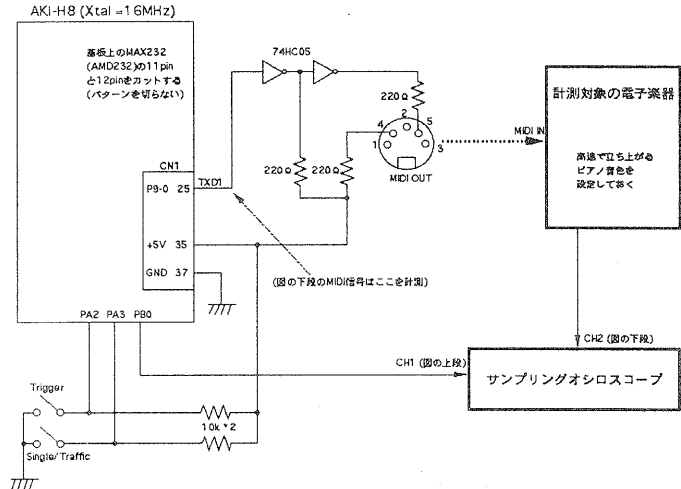 AKI-H8 (Xtal =16MHz)
基板上のMAX232
(AMD232)の11pin
と12pinをカットする
(パターンを切らない)
74HC05
220Ω
2
4
5
1
3
MIDI OUT
MIDI IN
計測対象の電子楽器
高速で立ち上がる
ピアノ音色を
設定しておく
CN1
P9-0 25
TXD1
220Ω
220Ω
+5V 35
GND 37
(図の下段のMIDI信号はここを計測)
PA2 PA3 PB0
CH2 (図の下段)
CH1 (図の上段)
サンプリングオシロスコープ
Trigger
10k *2
Single/Traffic